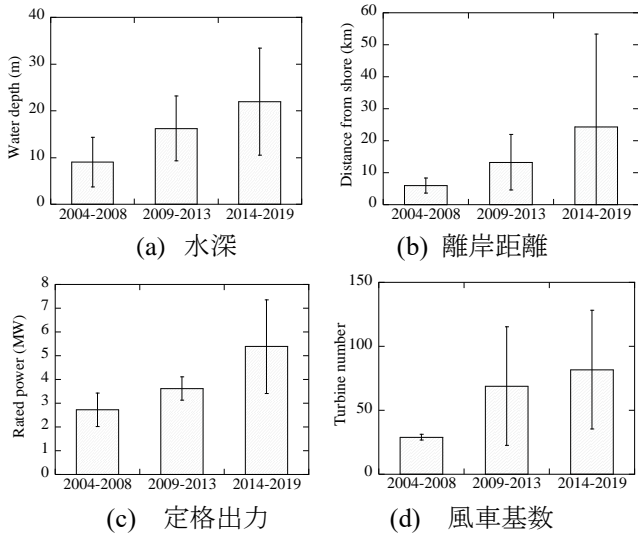 Water depth (m)
40
30
20
10
0
2004-2008 2009-2013 2014-2019
(a) 水深
Distance from shore (km)
60
50
40
30
20
10
0
2004-2008 2009-2013 2014-2019
(b) 離岸距離
Rated power (MW)
8
7
6
5
4
3
2
1
0
2004-2008 2009-2013 2014-2019
(c) 定格出力
Turbine number
150
100
50
0
2004-2008 2009-2013 2014-2019
(d) 風車基数